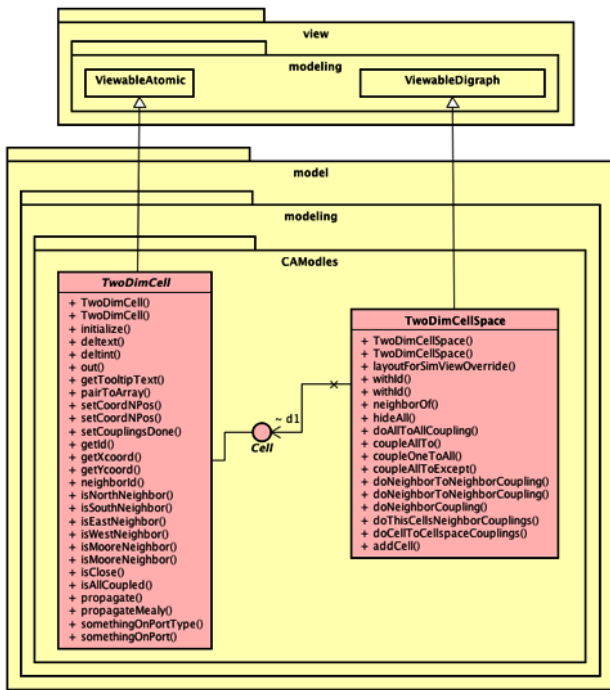 view
modeling
ViewableAtomic
ViewableDigraph
model
modeling
CAModles
TwoDimCell
+ TwoDimCell()
+ TwoDimCell()
+ initialize()
+ deltext()
+ deltint()
+ out()
+ getTooltipText()
+ pairToArray()
+ setCoordNPos()
+ setCoordNPos()
+ setCouplingsDone()
+ getId()
+ getXcoord()
+ getYcoord()
+ neighborId()
+ isNorthNeighbor()
+ isSouthNeighbor()
+ isEastNeighbor()
+ isWestNeighbor()
+ isMooreNeighbor()
+ isMooreNeighbor()
+ isClose()
+ isAllCoupled()
+ propagate()
+ propagateMealy()
+ somethingOnPortType()
+ somethingOnPort()
~ d1
Cell
TwoDimCellSpace
+ TwoDimCellSpace()
+ TwoDimCellSpace()
+ layoutForSimViewOverride()
+ withId()
+ withId()
+ neighborOf()
+ hideAll()
+ doAllToAllCoupling()
+ coupleAllTo()
+ coupleOneToAll()
+ coupleAllToExcept()
+ doNeighborToNeighborCoupling()
+ doNeighborToNeighborCoupling()
+ doNeighborCoupling()
+ doThisCellsNeighborCouplings()
+ doCellToCellspaceCouplings()
+ addCell()